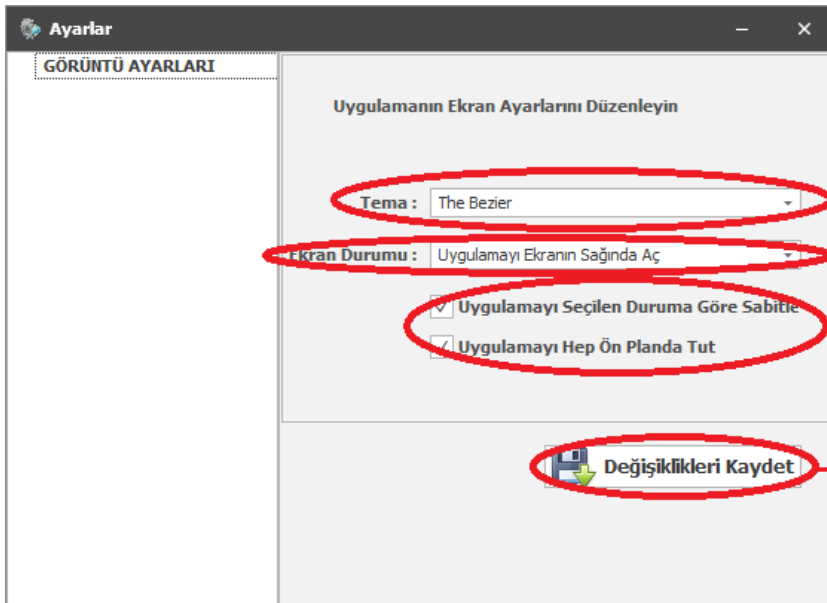 Ayarlar
GÖRÜNTÜ AYARLARI
Uygulamanın Ekran Ayarlarını Düzenleyin
Tema : The Bezier
Ekran Durumu : Uygulamayı Ekranın Sağında Aç
Uygulamayı Seçilen Duruma Göre Sabitle
Uygulamayı Hep Ön Planda Tut
Değişiklikleri Kaydet